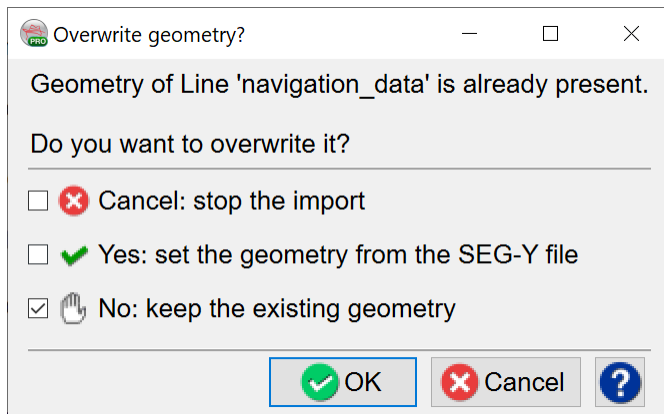 PRO
Overwrite geometry?
Geometry of Line 'navigation_data' is already present.
Do you want to overwrite it?
Cancel: stop the import
Yes: set the geometry from the SEG-Y file
No: keep the existing geometry
OK
Cancel
?